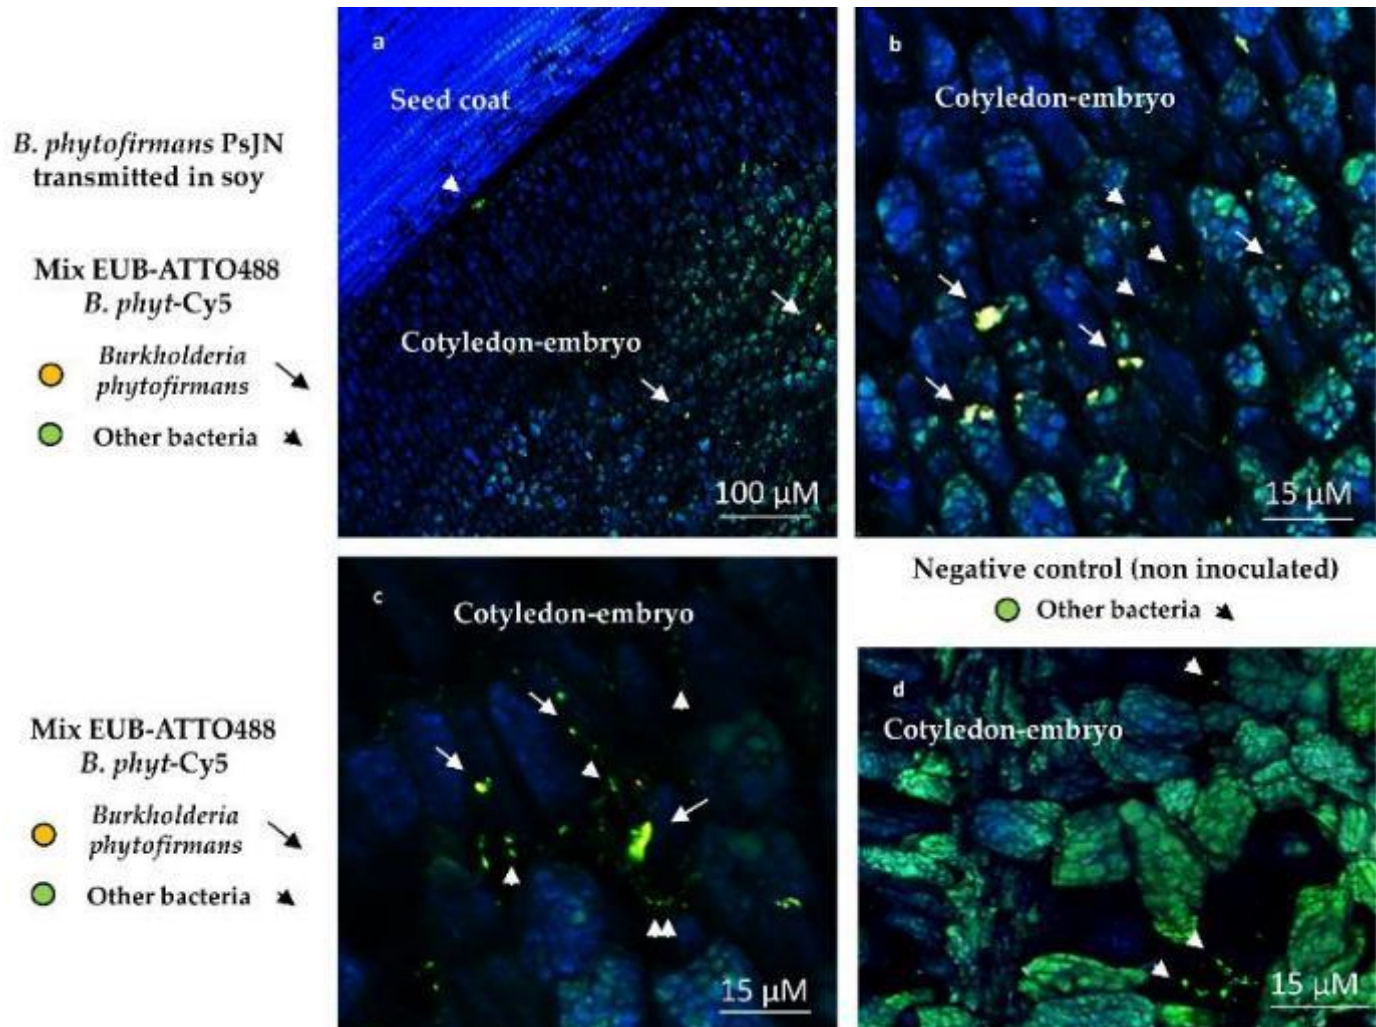 a
Seed coat
Cotyledon-embryo
100 μM
b
Cotyledon-embryo
15 μM
B. phytofirmans PsJN
transmitted in soy
Mix EUB-ATTO488
B. phyt-Cy5
Burkholderia
phytofirmans
Other bacteria
c
Cotyledon-embryo
15 μM
Negative control (non inoculated)
Other bacteria
d
Cotyledon-embryo
15 μM
Mix EUB-ATTO488
B. phyt-Cy5
Burkholderia
phytofirmans
Other bacteria